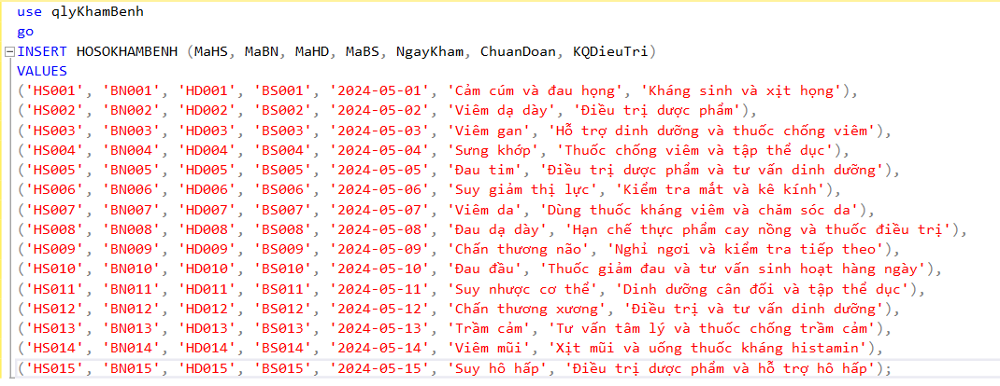 use qlyKhamBenh
go
INSERT HOSOKHAMBENH (MaHS, MaBN, MaHD, MaBS, NgayKham, ChuanDoan, KQDieuTri)
VALUES
('HS001', 'BN001', 'HD001', 'BS001', '2024-05-01', 'Cảm cúm và đau họng', 'Kháng sinh và xịt họng'),
('HS002', 'BN002', 'HD002', 'BS002', '2024-05-02', 'Viêm dạ dày', 'Điều trị dược phẩm'),
('HS003', 'BN003', 'HD003', 'BS003', '2024-05-03', 'Viêm gan', 'Hỗ trợ dinh dưỡng và thuốc chống viêm'),
('HS004', 'BN004', 'HD004', 'BS004', '2024-05-04', 'Sưng khớp', 'Thuốc chống viêm và tập thể dục'),
('HS005', 'BN005', 'HD005', 'BS005', '2024-05-05', 'Đau tim', 'Điều trị dược phẩm và tư vấn dinh dưỡng'),
('HS006', 'BN006', 'HD006', 'BS006', '2024-05-06', 'Suy giảm thị lực', 'Kiểm tra mắt và kê kính'),
('HS007', 'BN007', 'HD007', 'BS007', '2024-05-07', 'Viêm da', 'Dùng thuốc kháng viêm và chăm sóc da'),
('HS008', 'BN008', 'HD008', 'BS008', '2024-05-08', 'Đau dạ dày', 'Hạn chế thực phẩm cay nồng và thuốc điều trị'),
('HS009', 'BN009', 'HD009', 'BS009', '2024-05-09', 'Chấn thương não', 'Nghỉ ngơi và kiểm tra tiếp theo'),
('HS010', 'BN010', 'HD010', 'BS010', '2024-05-10', 'Đau đầu', 'Thuốc giảm đau và tư vấn sinh hoạt hàng ngày'),
('HS011', 'BN011', 'HD011', 'BS011', '2024-05-11', 'Suy nhược cơ thể', 'Dinh dưỡng cân đối và tập thể dục'),
('HS012', 'BN012', 'HD012', 'BS012', '2024-05-12', 'Chấn thương xương', 'Điều trị và tư vấn dinh dưỡng'),
('HS013', 'BN013', 'HD013', 'BS013', '2024-05-13', 'Trầm cảm', 'Tư vấn tâm lý và thuốc chống trầm cảm'),
('HS014', 'BN014', 'HD014', 'BS014', '2024-05-14', 'Viêm mũi', 'Xịt mũi và uống thuốc kháng histamin'),
('HS015', 'BN015', 'HD015', 'BS015', '2024-05-15', 'Suy hô hấp', 'Điều trị dược phẩm và hỗ trợ hô hấp');